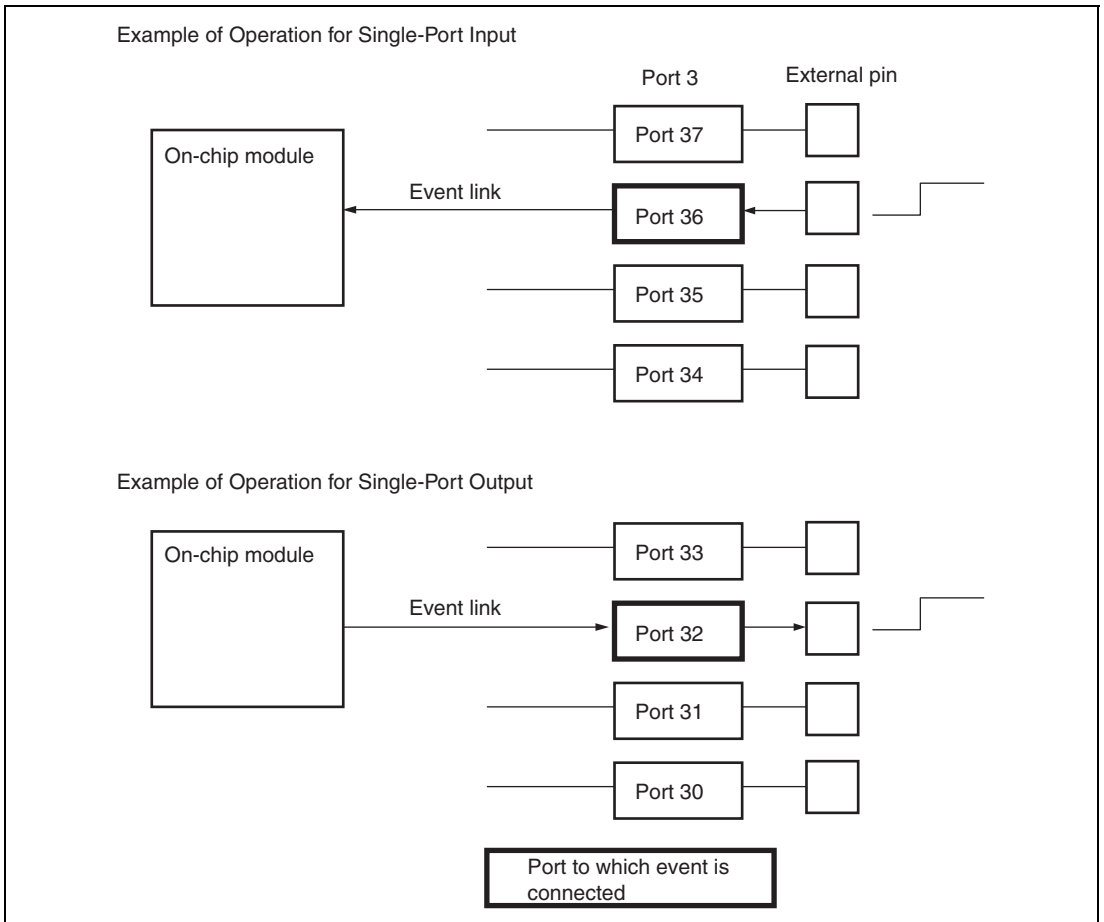 Example of Operation for Single-Port Input
Port 3
External pin
On-chip module
Port 37
Event link
Port 36
Port 35
Port 34
Example of Operation for Single-Port Output
On-chip module
Port 33
Event link
Port 32
Port 31
Port 30
Port to which event is
connected